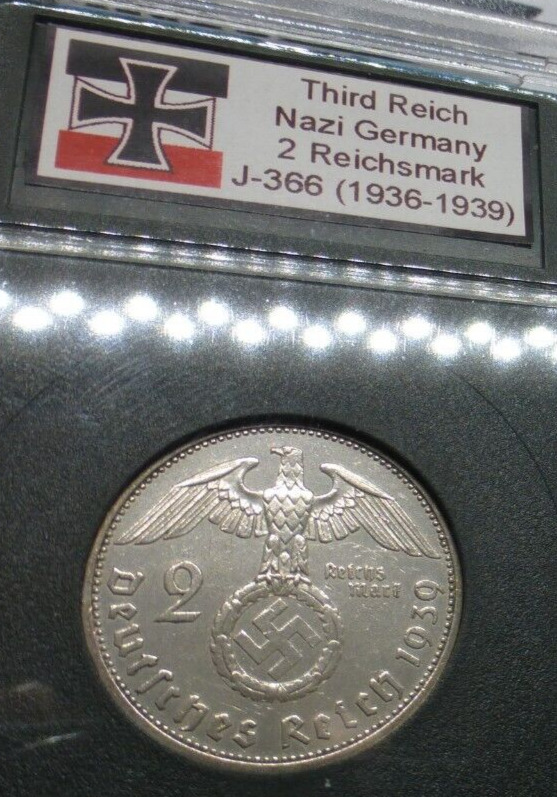 Third Reich
Nazi Germany
2 Reichsmark
J-366 (1936-1939)
2
Reichs
mark
Deutsches Reich 1939